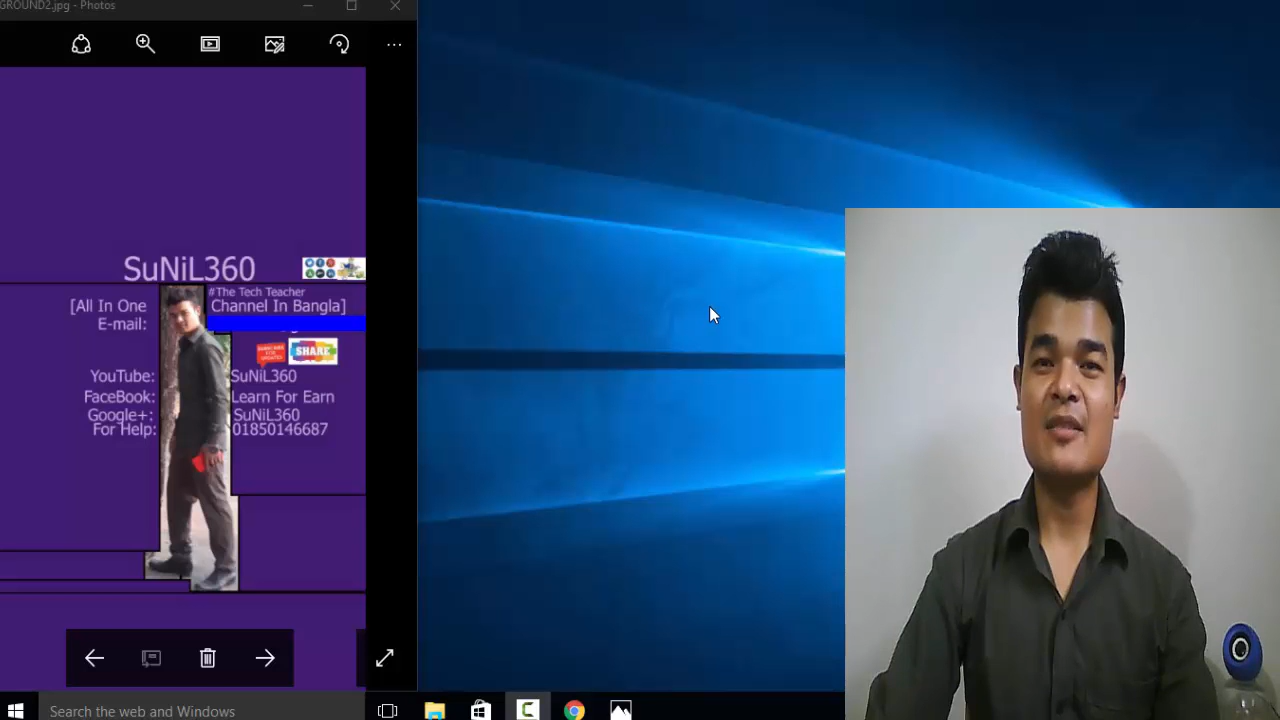 GROUND2.jpg - Photos
SuNiL360
#The Tech Teacher
[All In One Channel In Bangla]
E-mail:
SHARE
YouTube: SuNiL360
FaceBook: Learn For Earn
Google+: SuNiL360
For Help: 01850146687
Search the web and Windows